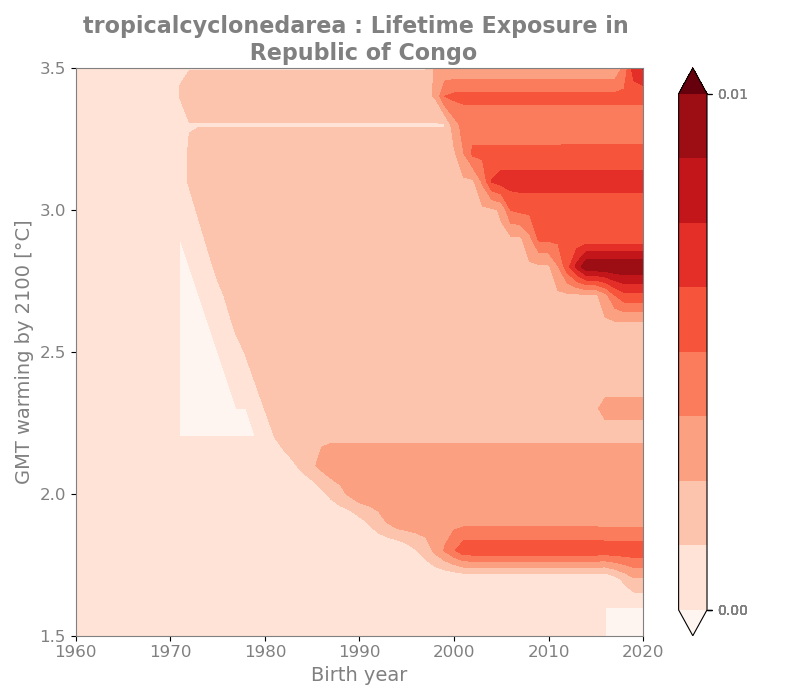 tropicalcyclonedarea : Lifetime Exposure in
Republic of Congo
3.5
3.0
2.5
2.0
1.5
GMT warming by 2100 [°C]
1960 1970 1980 1990 2000 2010 2020
Birth year
0.01
0.00